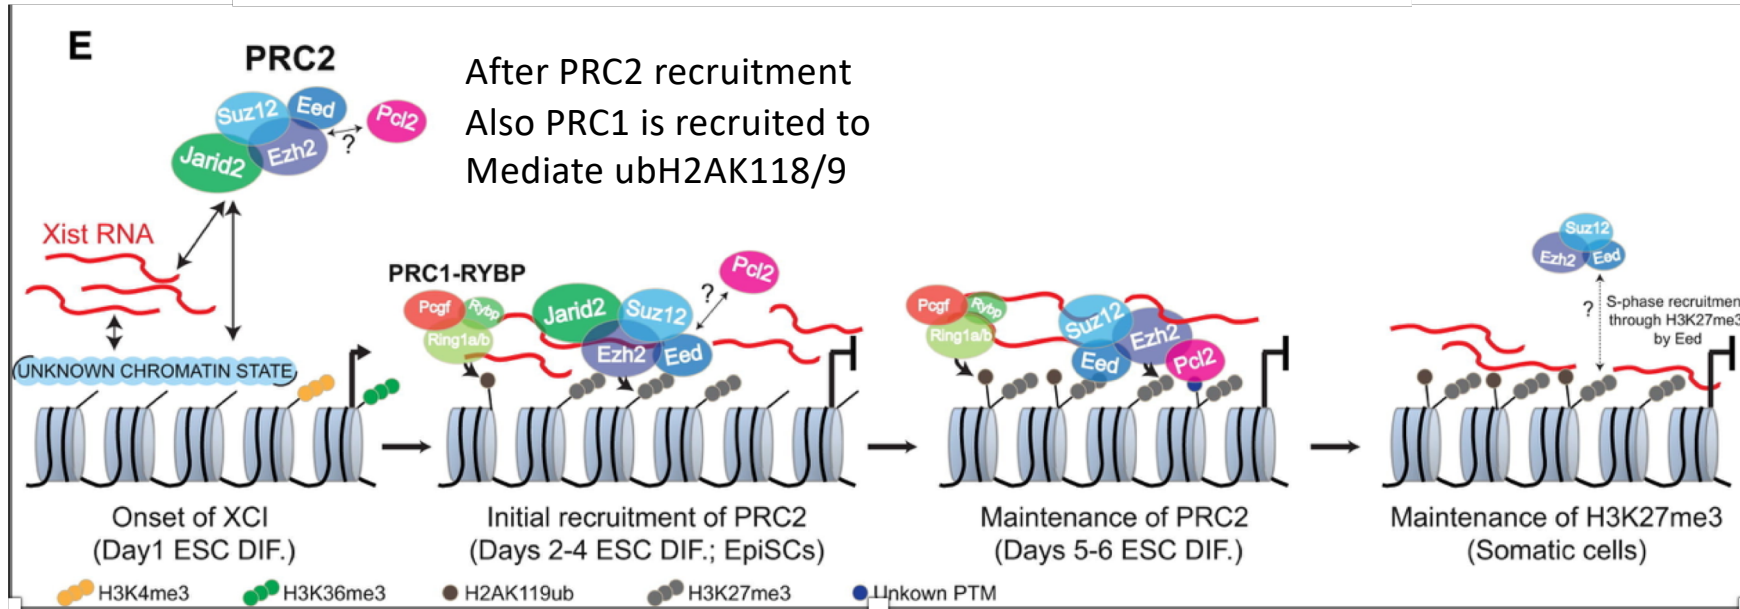 E
PRC2
Suz12
Eed
Pcl2
Jarid2
Ezh2
?
After PRC2 recruitment
Also PRC1 is recruited to
Mediate ubH2AK118/9
Xist RNA
UNKNOWN CHROMATIN STATE
PRC1-RYBP
Pcgf
Rybp
Ring1a/b
Jarid2
Suz12
Ezh2
Eed
?
Pcl2
Pcgf
Rybp
Ring1a/b
Suz12
Ezh2
Eed
Pcl2
Suz12
Ezh2
Eed
?
S-phase recruitment
through H3K27me3
by Eed
Onset of XCI
(Day1 ESC DIF.)
Initial recruitment of PRC2
(Days 2-4 ESC DIF.; EpiSCs)
Maintenance of PRC2
(Days 5-6 ESC DIF.)
Maintenance of H3K27me3
(Somatic cells)
H3K4me3
H3K36me3
H2AK119ub
H3K27me3
Unkown PTM